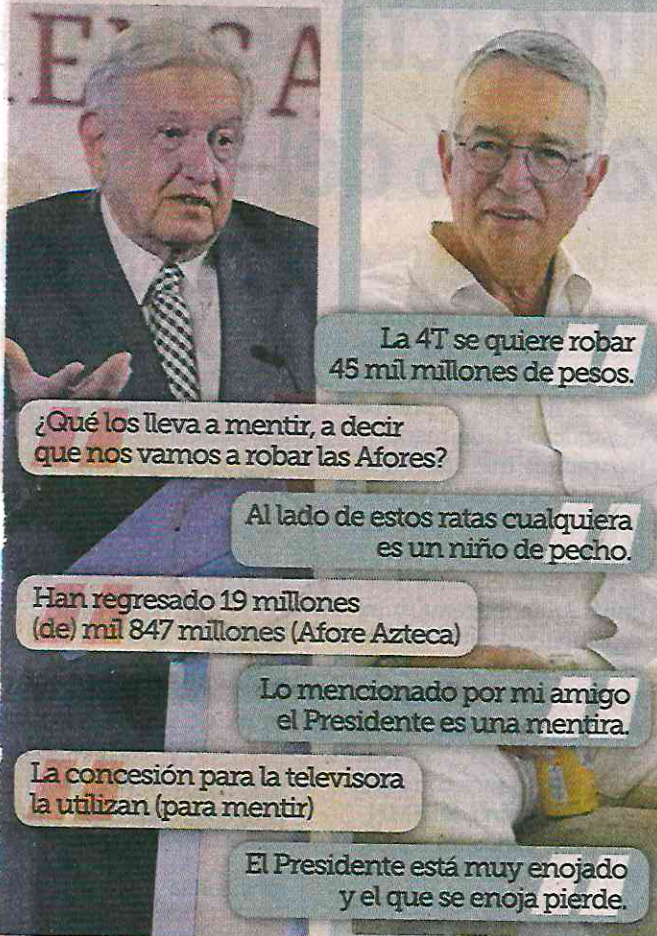 ENSA
La 4T se quiere robar
45 mil millones de pesos.
¿Qué los lleva a mentir, a decir
que nos vamos a robar las Afores?
Al lado de estos ratas cualquiera
es un niño de pecho.
Han regresado 19 millones
(de) mil 847 millones (Afore Azteca)
Lo mencionado por mi amigo
el Presidente es una mentira.
La concesión para la televisora
la utilizan (para mentir)
El Presidente está muy enojado
y el que se enoja pierde.